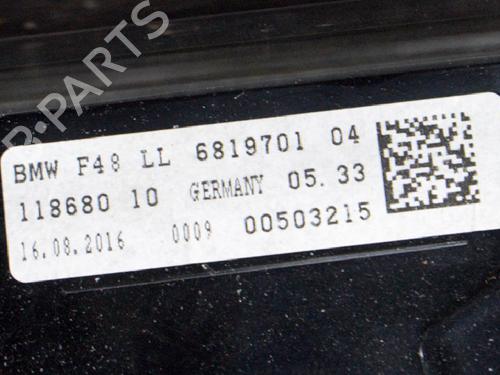 R-PARTS
BMW F48 LL 6819701 04
118680 10 GERMANY 05.33
16.08.2016 0009 00503215